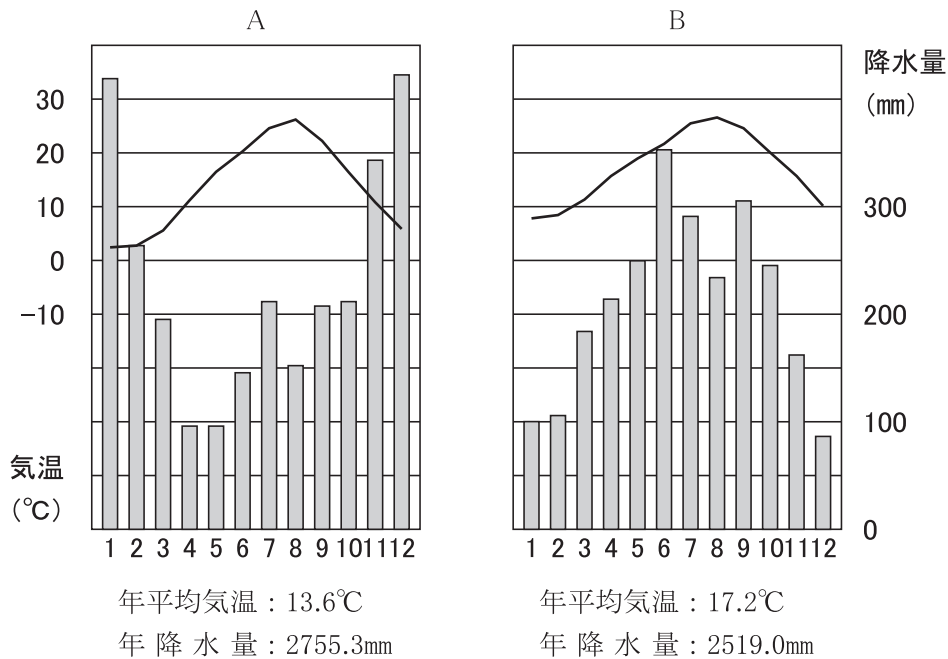 A
B
30
20
10
0
-10
気温
(℃)
降水量
(mm)
300
200
100
0
1 2 3 4 5 6 7 8 9 10 11 12
1 2 3 4 5 6 7 8 9 10 11 12
年平均気温：13.6℃
年降水量：2755.3mm
年平均気温：17.2℃
年降水量：2519.0mm